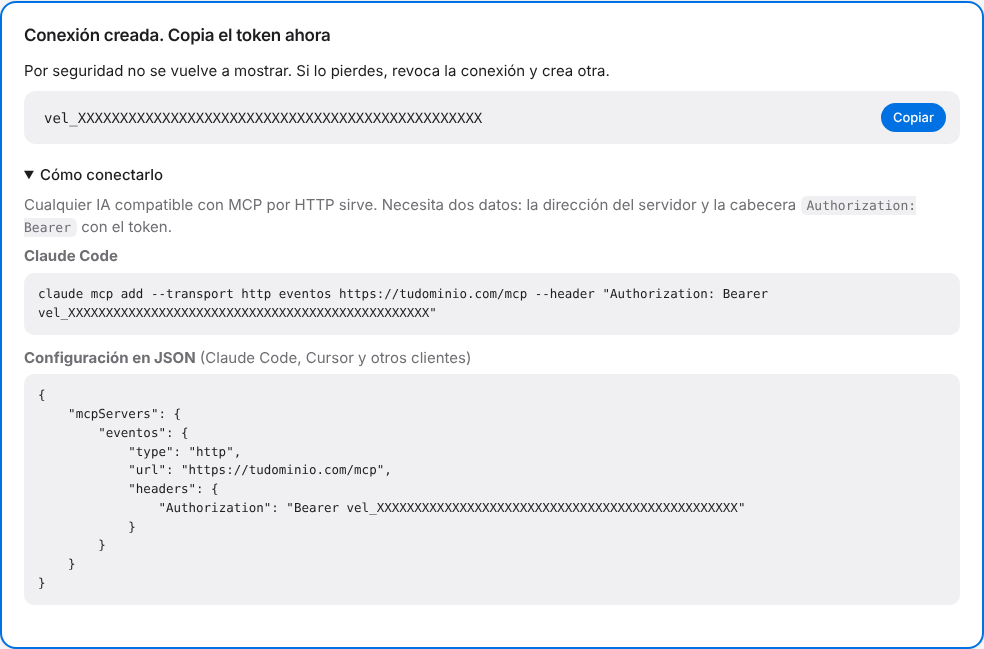 Conexión creada. Copia el token ahora
Por seguridad no se vuelve a mostrar. Si lo pierdes, revoca la conexión y crea otra.
vel_XXXXXXXXXXXXXXXXXXXXXXXXXXXXXXXXXXXXXXXXXXXXXXXX
Copiar
▼ Cómo conectarlo
Cualquier IA compatible con MCP por HTTP sirve. Necesita dos datos: la dirección del servidor y la cabecera Authorization:
Bearer con el token.
Claude Code
claude mcp add --transport http eventos https://tudominio.com/mcp --header "Authorization: Bearer
vel_XXXXXXXXXXXXXXXXXXXXXXXXXXXXXXXXXXXXXXXXXXXXXXXX"
Configuración en JSON (Claude Code, Cursor y otros clientes)
{
    "mcpServers": {
        "eventos": {
            "type": "http",
            "url": "https://tudominio.com/mcp",
            "headers": {
                "Authorization": "Bearer vel_XXXXXXXXXXXXXXXXXXXXXXXXXXXXXXXXXXXXXXXXXXXXXXXX"
            }
        }
    }
}